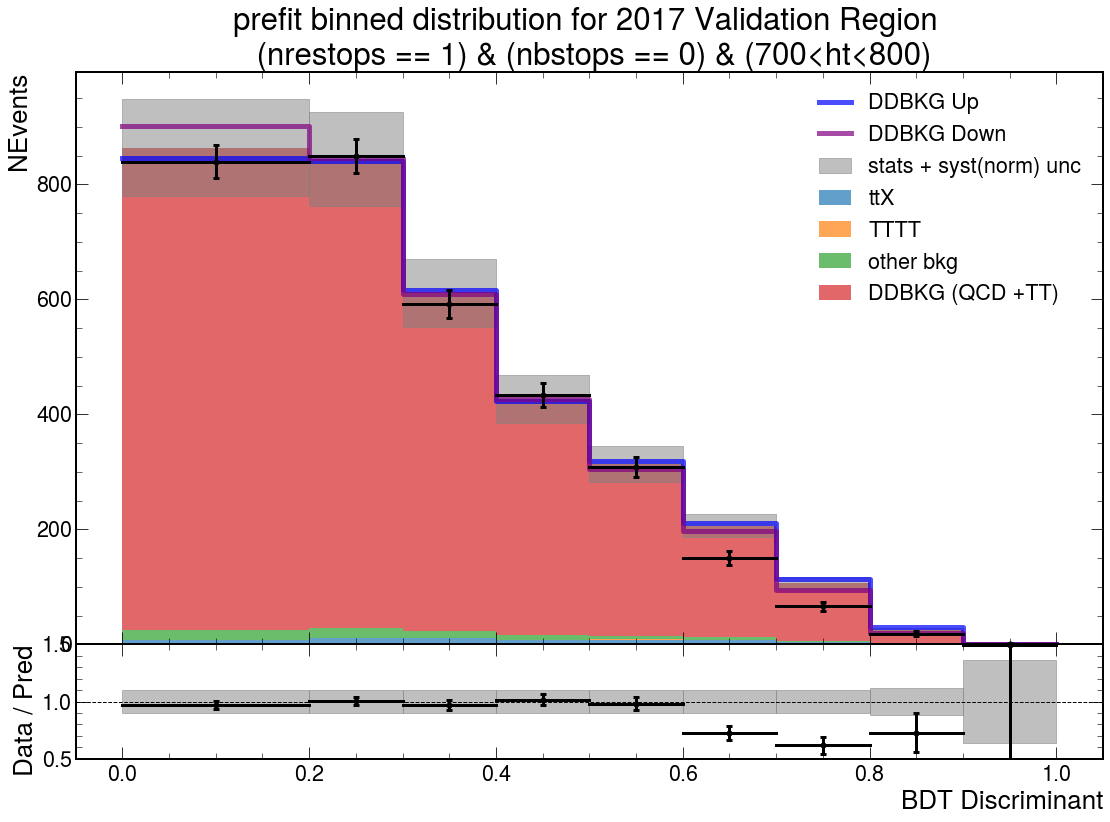 prefit binned distribution for 2017 Validation Region
(nrestops == 1) & (nbstops == 0) & (700<ht<800)
NEvents
DDBKG Up
DDBKG Down
stats + syst(norm) unc
ttX
TTTT
other bkg
DDBKG (QCD +TT)
800
600
400
200
0
1.5
1.0
0.5
Data / Pred
0.0 0.2 0.4 0.6 0.8 1.0
BDT Discriminant